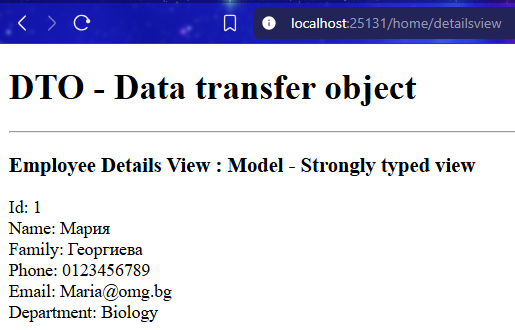 localhost:25131/home/detailsview
DTO - Data transfer object
Employee Details View : Model - Strongly typed view
Id: 1
Name: Мария
Family: Георгиева
Phone: 0123456789
Email: Maria@omg.bg
Department: Biology